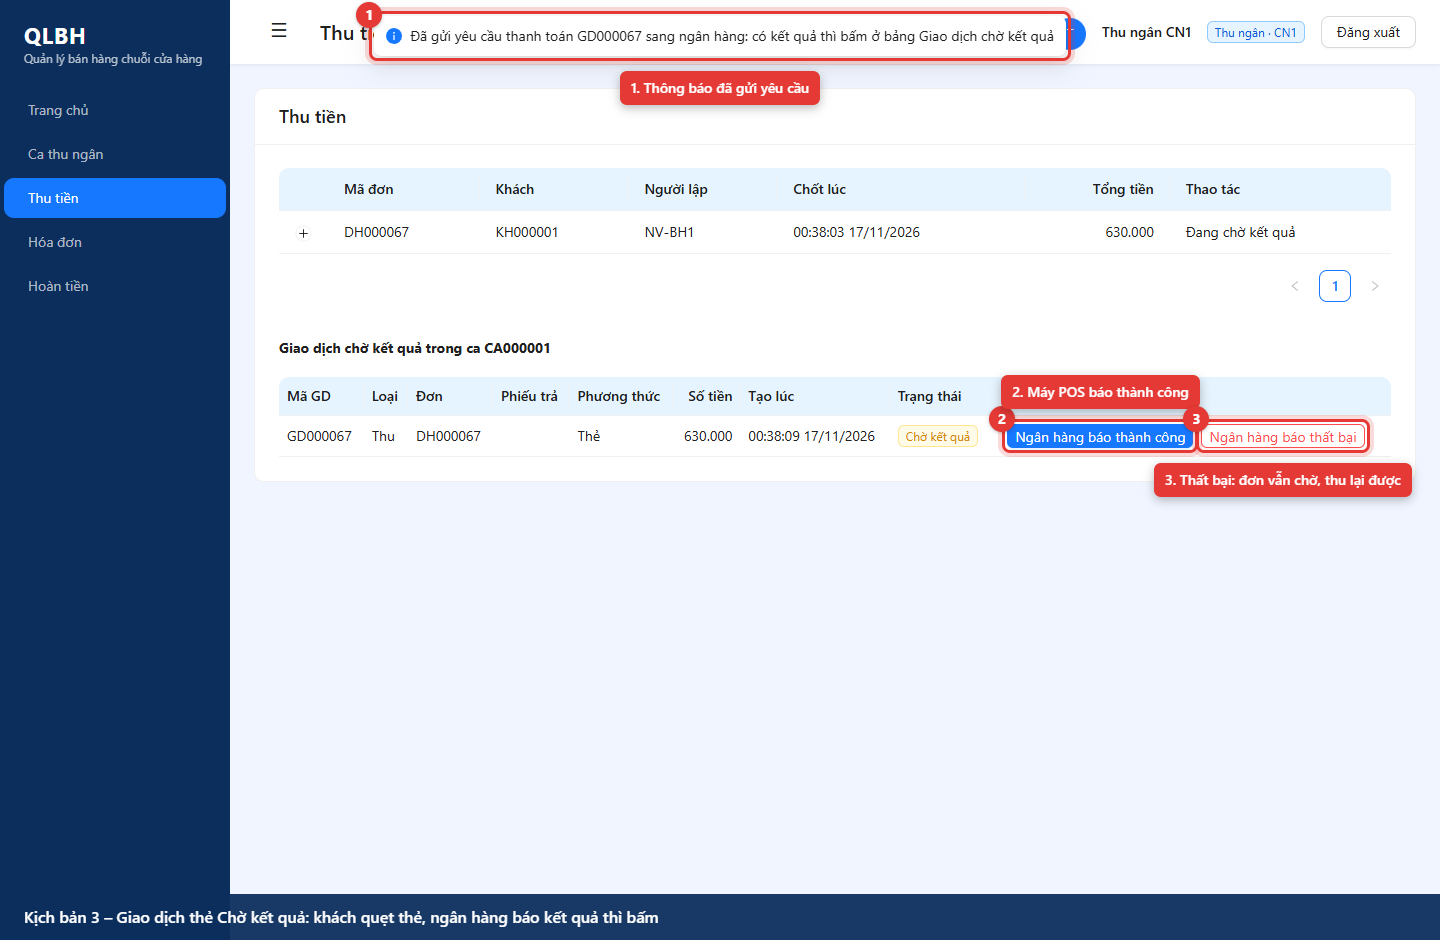 QLBH
Quản lý bán hàng chuỗi cửa hàng
Trang chủ
Ca thu ngân
Thu tiền
Hóa đơn
Hoàn tiền
☰
Thu
1
Đã gửi yêu cầu thanh toán GD000067 sang ngân hàng: có kết quả thì bấm ở bảng Giao dịch chờ kết quả
Thu ngân CN1
Thu ngân · CN1
Đăng xuất
1. Thông báo đã gửi yêu cầu
Thu tiền
Mã đơn Khách Người lập Chốt lúc Tổng tiền Thao tác
+ DH000067 KH000001 NV-BH1 00:38:03 17/11/2026 630.000 Đang chờ kết quả
< 1 >
Giao dịch chờ kết quả trong ca CA000001
Mã GD Loại Đơn Phiếu trả Phương thức Số tiền Tạo lúc Trạng thái
2. Máy POS báo thành công
2 3
GD000067 Thu DH000067 Thẻ 630.000 00:38:09 17/11/2026 Chờ kết quả Ngân hàng báo thành công Ngân hàng báo thất bại
3. Thất bại: đơn vẫn chờ, thu lại được
Kịch bản 3 – Giao dịch thẻ Chờ kết quả: khách quẹt thẻ, ngân hàng báo kết quả thì bấm